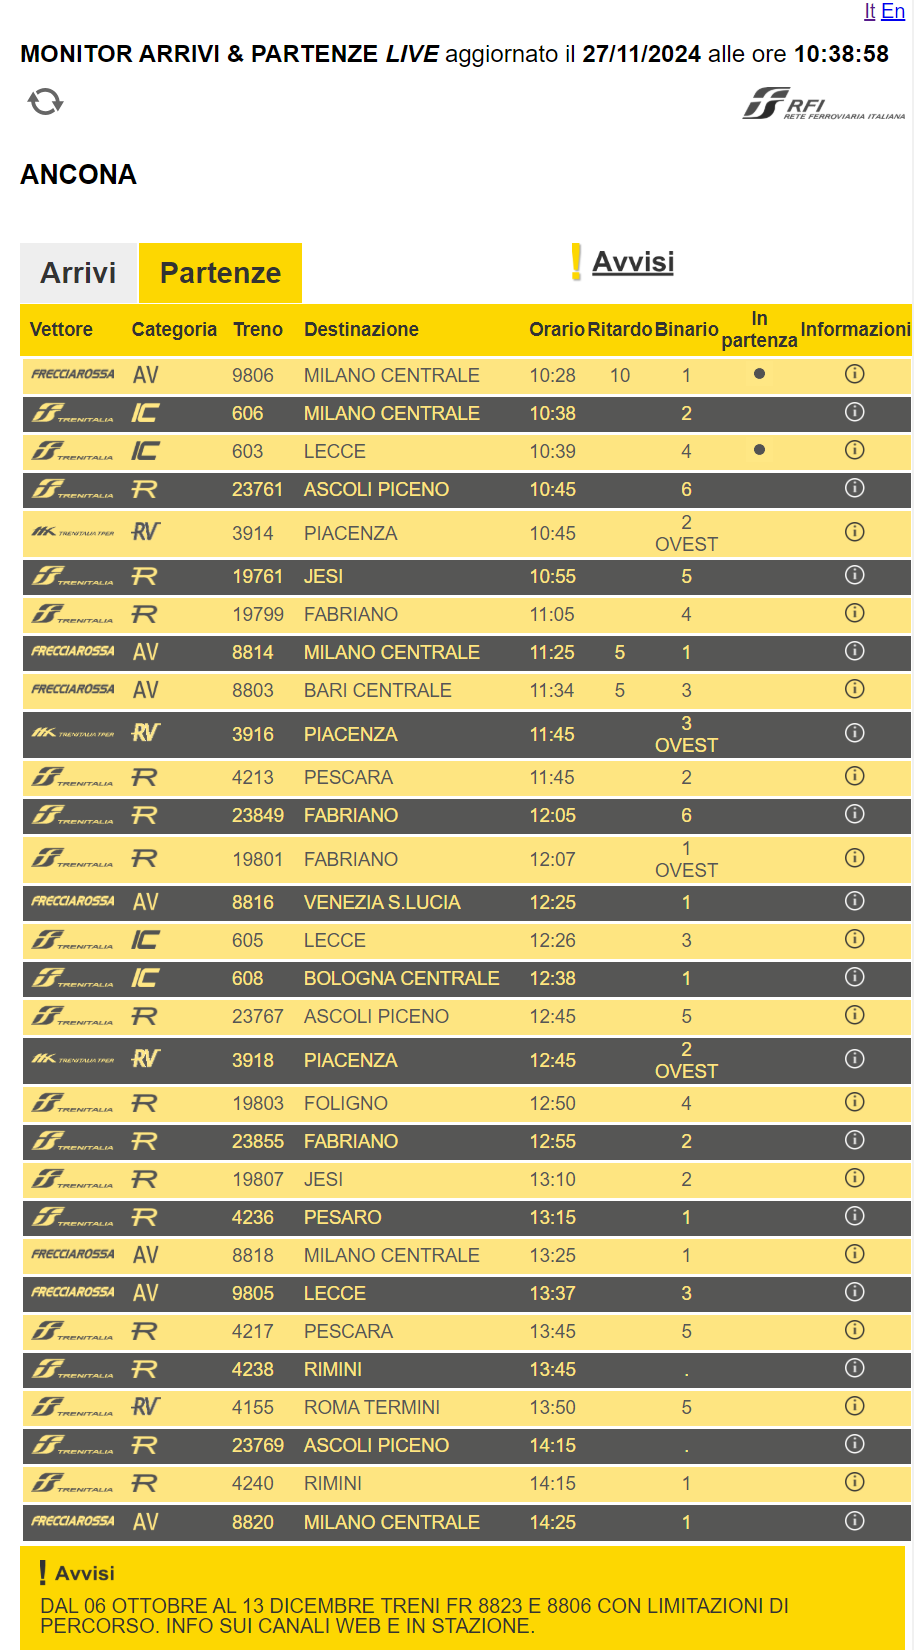 It En
MONITOR ARRIVI & PARTENZE LIVE aggiornato il 27/11/2024 alle ore 10:38:58
RFI
RETE FERROVIARIA ITALIANA
ANCONA
Arrivi Partenze ! Avvisi
Vettore Categoria Treno Destinazione Orario Ritardo Binario In partenza Informazioni
FRECCIAROSSA AV 9806 MILANO CENTRALE 10:28 10 1
TRENITALIA IC 606 MILANO CENTRALE 10:38 2
TRENITALIA IC 603 LECCE 10:39 4
TRENITALIA R 23761 ASCOLI PICENO 10:45 6
TRENITALIA TPER RV 3914 PIACENZA 10:45 2 OVEST
TRENITALIA R 19761 JESI 10:55 5
TRENITALIA R 19799 FABRIANO 11:05 4
FRECCIAROSSA AV 8814 MILANO CENTRALE 11:25 5 1
FRECCIAROSSA AV 8803 BARI CENTRALE 11:34 5 3
TRENITALIA TPER RV 3916 PIACENZA 11:45 3 OVEST
TRENITALIA R 4213 PESCARA 11:45 2
TRENITALIA R 23849 FABRIANO 12:05 6
TRENITALIA R 19801 FABRIANO 12:07 1 OVEST
FRECCIAROSSA AV 8816 VENEZIA S.LUCIA 12:25 1
TRENITALIA IC 605 LECCE 12:26 3
TRENITALIA IC 608 BOLOGNA CENTRALE 12:38 1
TRENITALIA R 23767 ASCOLI PICENO 12:45 5
TRENITALIA TPER RV 3918 PIACENZA 12:45 2 OVEST
TRENITALIA R 19803 FOLIGNO 12:50 4
TRENITALIA R 23855 FABRIANO 12:55 2
TRENITALIA R 19807 JESI 13:10 2
TRENITALIA R 4236 PESARO 13:15 1
FRECCIAROSSA AV 8818 MILANO CENTRALE 13:25 1
FRECCIAROSSA AV 9805 LECCE 13:37 3
TRENITALIA R 4217 PESCARA 13:45 5
TRENITALIA R 4238 RIMINI 13:45 .
TRENITALIA RV 4155 ROMA TERMINI 13:50 5
TRENITALIA R 23769 ASCOLI PICENO 14:15 .
TRENITALIA R 4240 RIMINI 14:15 1
FRECCIAROSSA AV 8820 MILANO CENTRALE 14:25 1
! Avvisi
DAL 06 OTTOBRE AL 13 DICEMBRE TRENI FR 8823 E 8806 CON LIMITAZIONI DI
PERCORSO. INFO SUI CANALI WEB E IN STAZIONE.